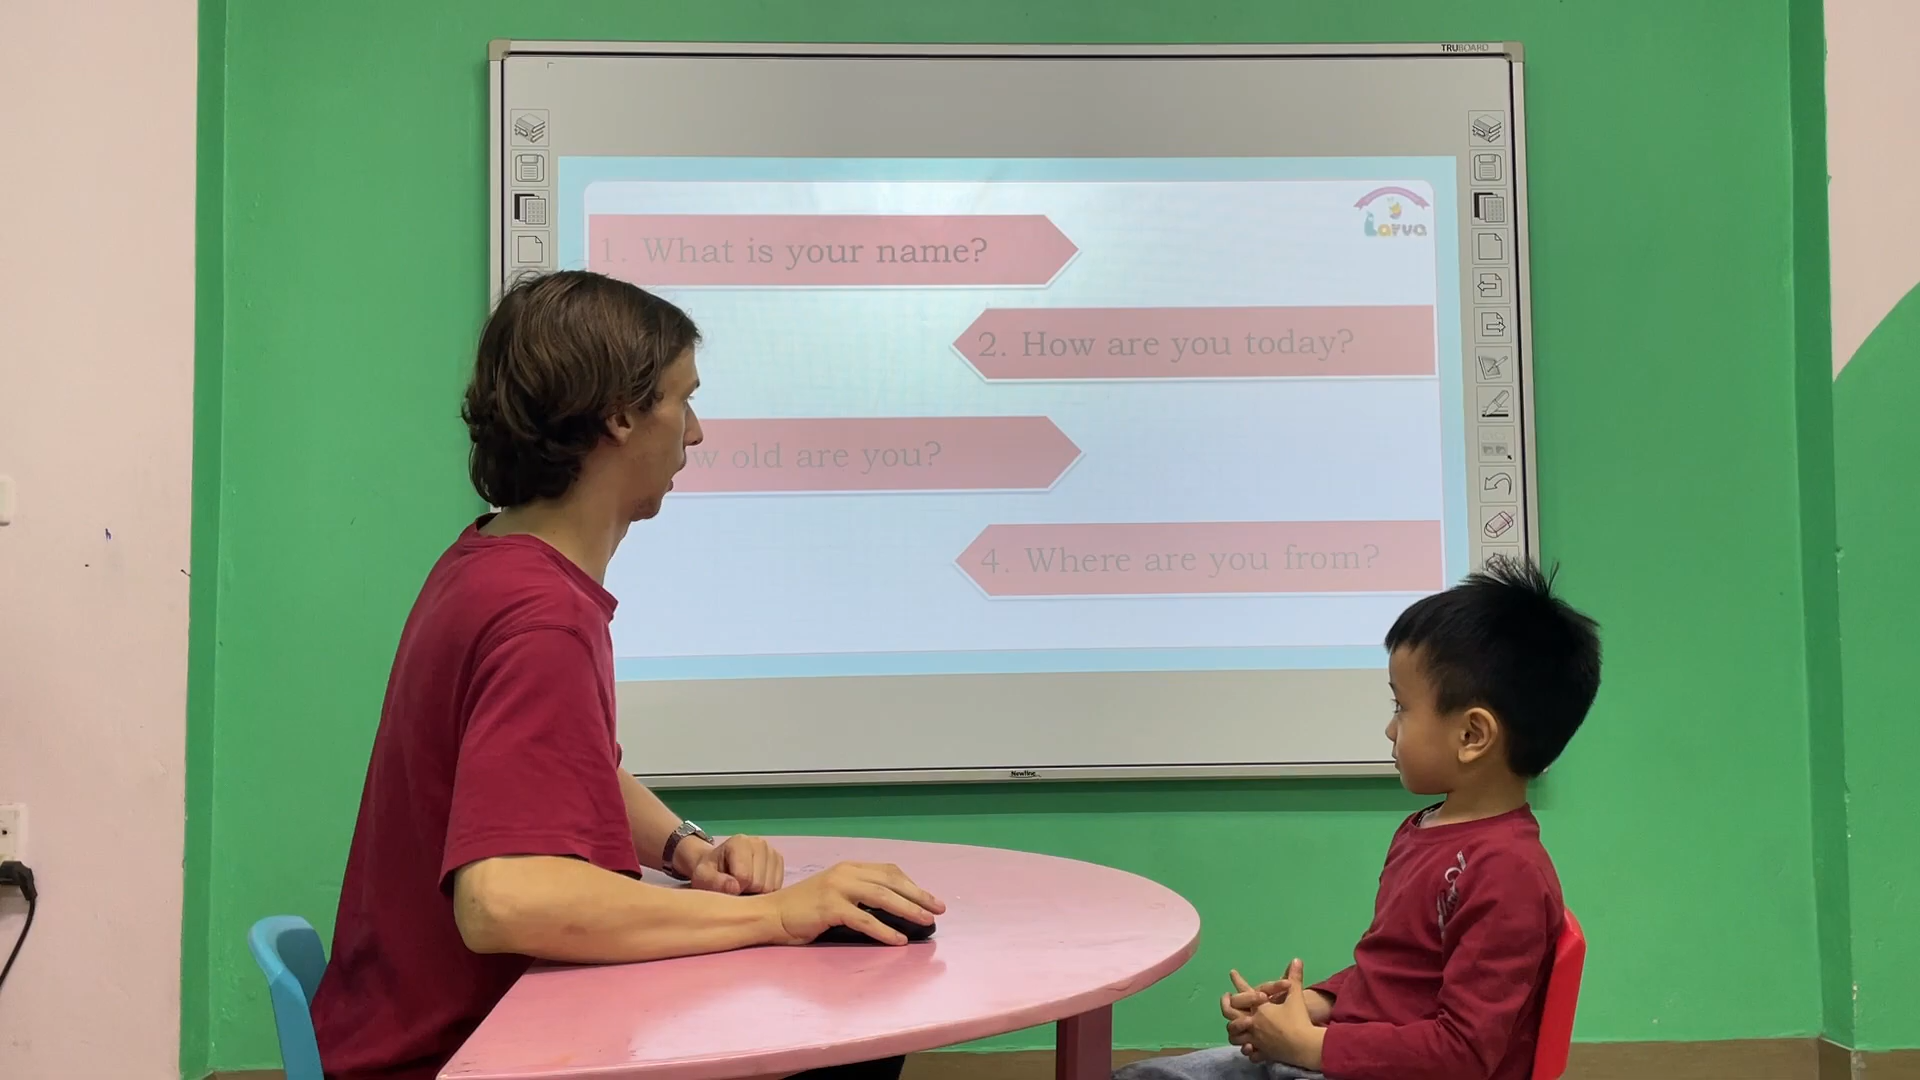 TRUBOARD
Larva
1. What is your name?
2. How are you today?
old are you?
4. Where are you from?
Newline